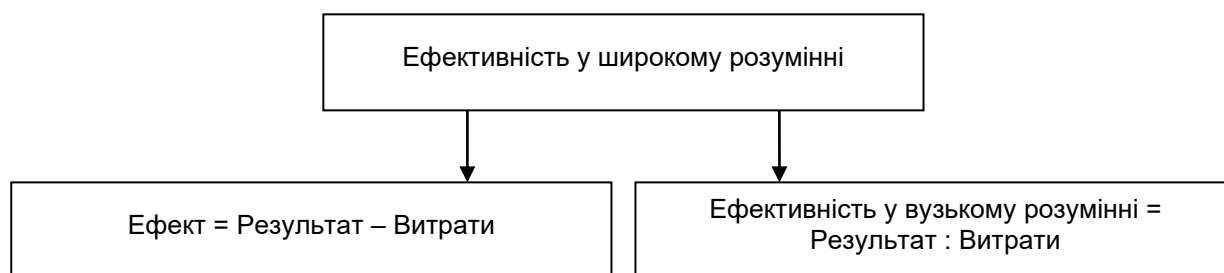 Ефективність у широкому розумінні
Ефект = Результат – Витрати
Ефективність у вузькому розумінні =
Результат : Витрати